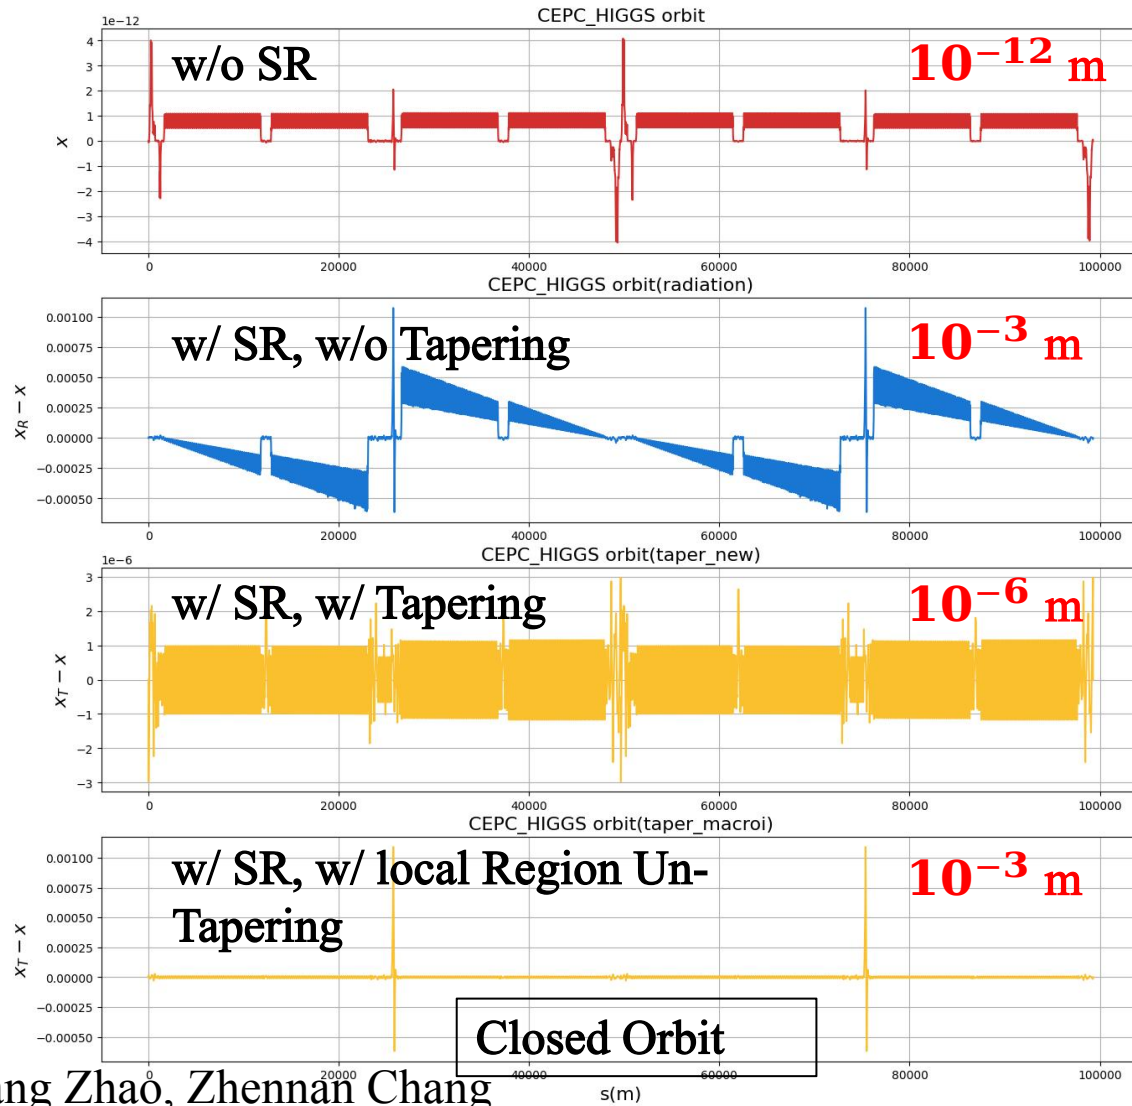 CEPC_HIGGS orbit
1e−12
w/o SR
10⁻¹² m
4
3
2
1
0
−1
−2
−3
−4
x
0 20000 40000 60000 80000 100000
CEPC_HIGGS orbit(radiation)
w/ SR, w/o Tapering
10⁻³ m
0.00100
0.00075
0.00050
0.00025
0.00000
−0.00025
−0.00050
x_R − x
0 20000 40000 60000 80000 100000
CEPC_HIGGS orbit(taper_new)
1e−6
w/ SR, w/ Tapering
10⁻⁶ m
3
2
1
0
−1
−2
−3
x_T − x
0 20000 40000 60000 80000 100000
CEPC_HIGGS orbit(taper_macroi)
w/ SR, w/ local Region Un-
Tapering
10⁻³ m
0.00100
0.00075
0.00050
0.00025
0.00000
−0.00025
−0.00050
x_T − x
Closed Orbit
0 20000 40000 60000 80000 100000
s(m)
Zhao, Zhennan Chang